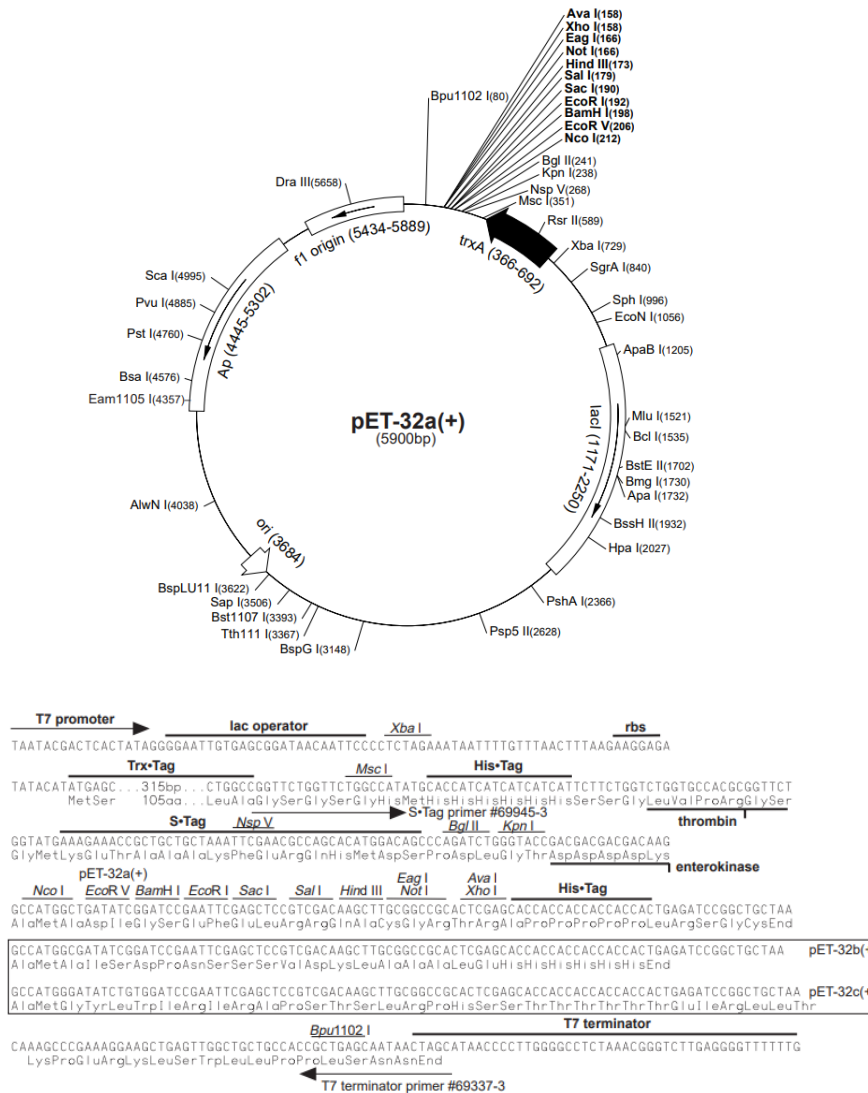 Ava I(158)
Xho I(158)
Eag I(166)
Not I(166)
Hind III(173)
Sal I(179)
Sac I(190)
EcoR I(192)
BamH I(198)
EcoR V(206)
Nco I(212)
Bpu1102 I(80)
Bgl II(241)
Kpn I(238)
Nsp V(268)
Msc I(351)
Rsr II(589)
Xba I(729)
SgrA I(840)
Sph I(996)
EcoN I(1056)
ApaB I(1205)
Mlu I(1521)
Bcl I(1535)
BstE II(1702)
Bmg I(1730)
Apa I(1732)
BssH II(1932)
Hpa I(2027)
PshA I(2366)
Psp5 II(2628)
BspG I(3148)
Tth111 I(3367)
Bst1107 I(3393)
Sap I(3506)
BspLU11 I(3622)
AlwN I(4038)
Eam1105 I(4357)
Bsa I(4576)
Pst I(4760)
Pvu I(4885)
Sca I(4995)
Dra III(5658)
f1 origin (5434-5889)
trxA (366-692)
Ap (4445-5302)
lacI (1171-2250)
ori (3684)
pET-32a(+)
(5900bp)
T7 promoter lac operator Xba I rbs
TAATACGACTCACTATAGGGGAATTGTGAGCGGATAACAATTCCCCTCTAGAAATAATTTTGTTTAACTTTAAGAAGGAGA
Trx•Tag Msc I His•Tag
TATACATATGAGC... 315bp ...CTGGCCGGTTCTGGTTCTGGCCATATGCACCATCATCATCATCATTCTTCTGGTCTGGTGCCACGCGGTTCT
MetSer 105aa...LeuAlaGlySerGlySerGlyHisMetHisHisHisHisHisHisSerSerGlyLeuValProArgGlySer
S•Tag primer #69945-3 thrombin
S•Tag Nsp V Bgl II Kpn I
GGTATGAAAGAAACCGCTGCTGCTAAATTCGAACGCCAGCACATGGACAGCCCAGATCTGGGTACCGACGACGACGACAAG
GlyMetLysGluThrAlaAlaAlaLysPheGluArgGlnHisMetAspSerProAspLeuGlyThrAspAspAspAspLys
enterokinase
pET-32a(+)
Nco I EcoR V BamH I EcoR I Sac I Sal I Hind III Eag I Not I Ava I Xho I His•Tag
GCCATGGCTGATATCGGATCCGAATTCGAGCTCCGTCGACAAGCTTGCGGCCGCACTCGAGCACCACCACCACCACCACTGAGATCCGGCTGCTAA
AlaMetAlaAspIleGlySerGluPheGluLeuArgArgGlnAlaCysGlyArgThrArgAlaProProProProProLeuArgSerGlyCysEnd
GCCATGGCGATATCGGATCCGAATTCGAGCTCCGTCGACAAGCTTGCGGCCGCACTCGAGCACCACCACCACCACCACTGAGATCCGGCTGCTAA pET-32b(+
AlaMetAlaIleSerAspProAsnSerSerSerValAspLysLeuAlaAlaAlaLeuGluHisHisHisHisHisHisEnd
GCCATGGGATATCTGTGGATCCGAATTCGAGCTCCGTCGACAAGCTTGCGGCCGCACTCGAGCACCACCACCACCACCACTGAGATCCGGCTGCTAA pET-32c(+
AlaMetGlyTyrLeuTrpIleArgIleArgAlaProSerThrSerLeuArgProHisSerSerThrThrThrThrThrThrGluIleArgLeuLeuThr
Bpu1102 I T7 terminator
CAAAGCCCGAAAGGAAGCTGAGTTGGCTGCTGCCACCGCTGAGCAATAACTAGCATAACCCCTTGGGGCCTCTAAACGGGTCTTGAGGGGTTTTTTG
LysProGluArgLysLeuSerTrpLeuLeuProProLeuSerAsnAsnEnd
T7 terminator primer #69337-3